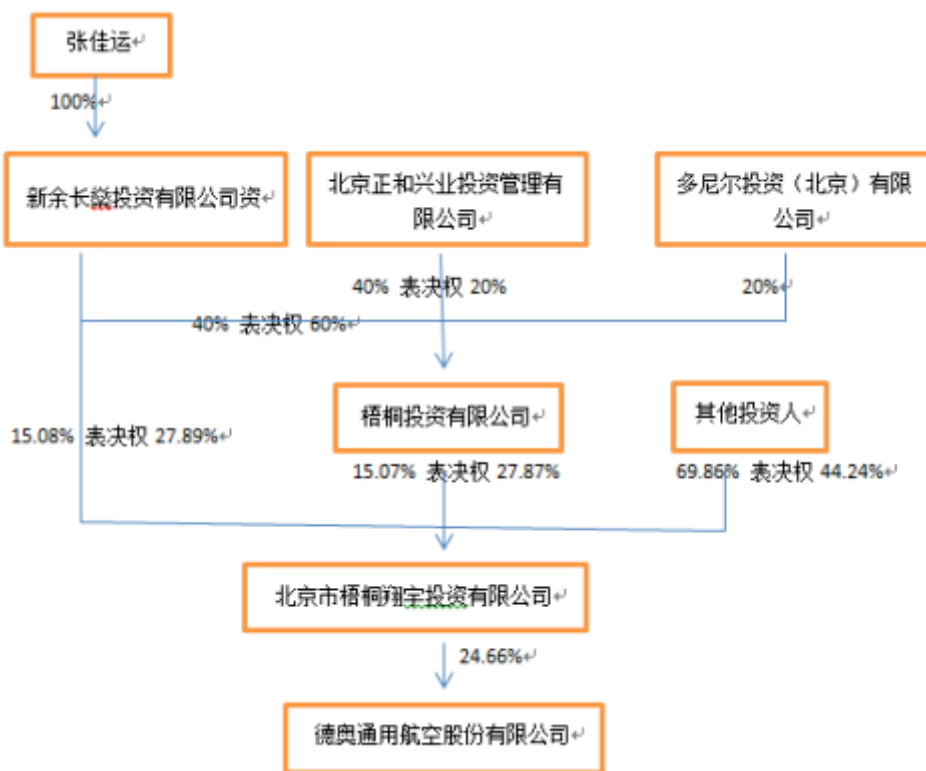 张佳运↵
100%↵
新余长燊投资有限公司资↵
北京正和兴业投资管理有
限公司↵
多尼尔投资（北京）有限
公司↵
40% 表决权 20%
20%↵
40% 表决权 60%↵
梧桐投资有限公司↵
其他投资人↵
15.08% 表决权 27.89%↵
15.07% 表决权 27.87%
69.86% 表决权 44.24%↵
北京市梧桐翔宇投资有限公司↵
24.66%↵
德奥通用航空股份有限公司↵